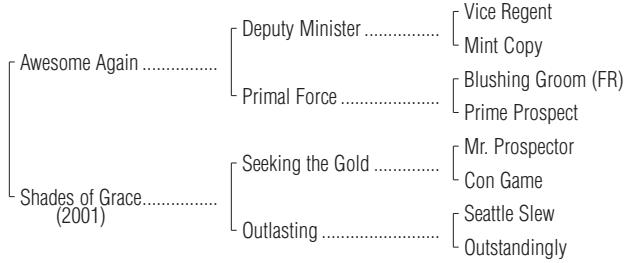 Vice Regent
Deputy Minister ..................
Mint Copy
Awesome Again ................
Blushing Groom (FR)
Primal Force .....................
Prime Prospect
Mr. Prospector
Seeking the Gold ..............
Con Game
Shades of Grace................
(2001)
Seattle Slew
Outlasting .........................
Outstandingly